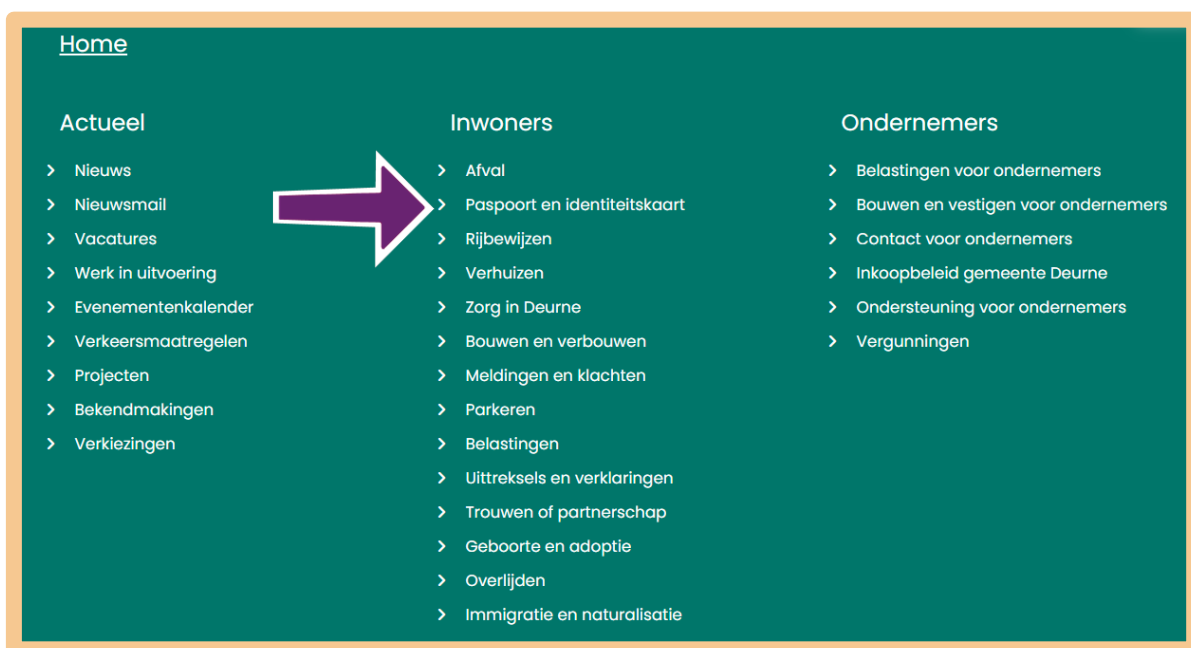 Home
Actueel
Nieuws
Nieuwsmail
Vacatures
Werk in uitvoering
Evenementenkalender
Verkeersmaatregelen
Projecten
Bekendmakingen
Verkiezingen
Inwoners
Afval
Paspoort en identiteitskaart
Rijbewijzen
Verhuizen
Zorg in Deurne
Bouwen en verbouwen
Meldingen en klachten
Parkeren
Belastingen
Uittreksels en verklaringen
Trouwen of partnerschap
Geboorte en adoptie
Overlijden
Immigratie en naturalisatie
Ondernemers
Belastingen voor ondernemers
Bouwen en vestigen voor ondernemers
Contact voor ondernemers
Inkoopbeleid gemeente Deurne
Ondersteuning voor ondernemers
Vergunningen